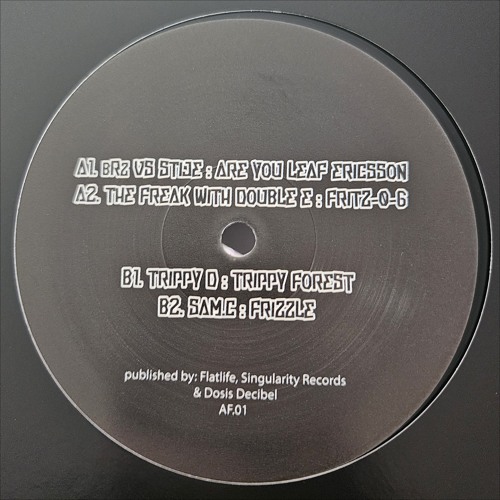 A1. BRZ VS STIJE : ARE YOU LEAF ERICSSON
A2. THE FREAK WITH DOUBLE E : FRITZ-O-G
B1. TRIPPY D : TRIPPY FOREST
B2. SAM.C : FRIZZLE
published by: Flatlife, Singularity Records
& Dosis Decibel
AF.01